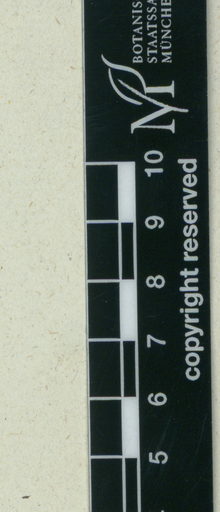 BOTANIS
STAATSSA
MÜNCHE
10
9
8
7
6
5
copyright reserved